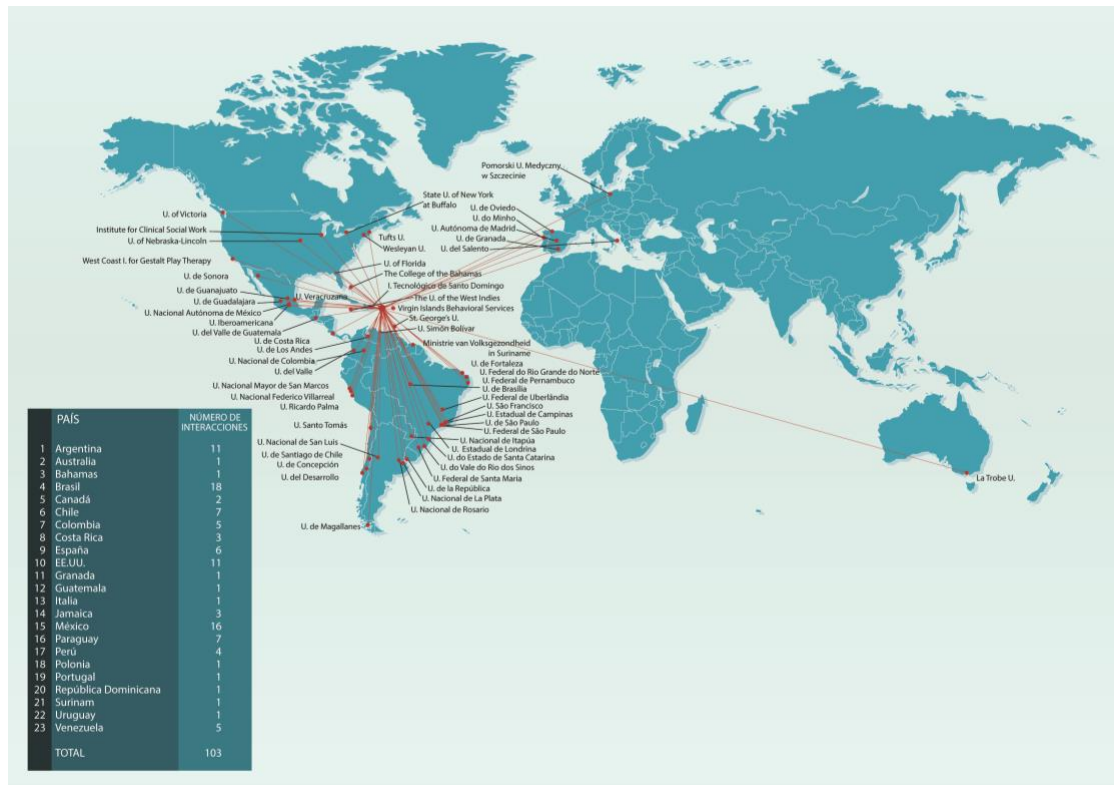 Pomorski U. Medyczny
w Szczecinie
State U. of New York
at Buffalo
U. de Oviedo
U. of Victoria
U. do Minho
Institute for Clinical Social Work
Tufts U.
U. Autónoma de Madrid
U. of Nebraska-Lincoln
Wesleyan U.
U. de Granada
U. del Salento
West Coast I. for Gestalt Play Therapy
U. of Florida
U. de Sonora
The College of the Bahamas
I. Tecnológico de Santo Domingo
U. de Guanajuato
U. Veracruzana
The U. of the West Indies
U. de Guadalajara
Virgin Islands Behavioral Services
U. Nacional Autónoma de México
St. George's U.
U. Iberoamericana
U. Simón Bolívar
U. del Valle de Guatemala
U. de Costa Rica
Ministrie van Volksgezondheid
in Suriname
U. de Los Andes
U. Nacional de Colombia
U. de Fortaleza
U. del Valle
U. Federal do Rio Grande do Norte
U. Federal de Pernambuco
U. Nacional Mayor de San Marcos
U. de Brasília
U. Nacional Federico Villarreal
U. Federal de Uberlândia
U. Ricardo Palma
U. São Francisco
U. Estadual de Campinas
U. Santo Tomás
U. de São Paulo
U. Federal de São Paulo
U. Nacional de San Luis
U. Nacional de Itapúa
U. Estadual de Londrina
U. de Santiago de Chile
U. do Estado de Santa Catarina
U. de Concepción
U. do Vale do Rio dos Sinos
U. del Desarrollo
U. Federal de Santa Maria
U. de la República
U. Nacional de La Plata
U. Nacional de Rosario
U. de Magallanes
La Trobe U.
PAÍS NÚMERO DE
INTERACCIONES
1 Argentina 11
2 Australia 1
3 Bahamas 1
4 Brasil 18
5 Canadá 2
6 Chile 7
7 Colombia 5
8 Costa Rica 3
9 España 6
10 EE.UU. 11
11 Granada 1
12 Guatemala 1
13 Italia 1
14 Jamaica 3
15 México 16
16 Paraguay 7
17 Perú 4
18 Polonia 1
19 Portugal 1
20 República Dominicana 1
21 Surinam 1
22 Uruguay 1
23 Venezuela 5
TOTAL 103